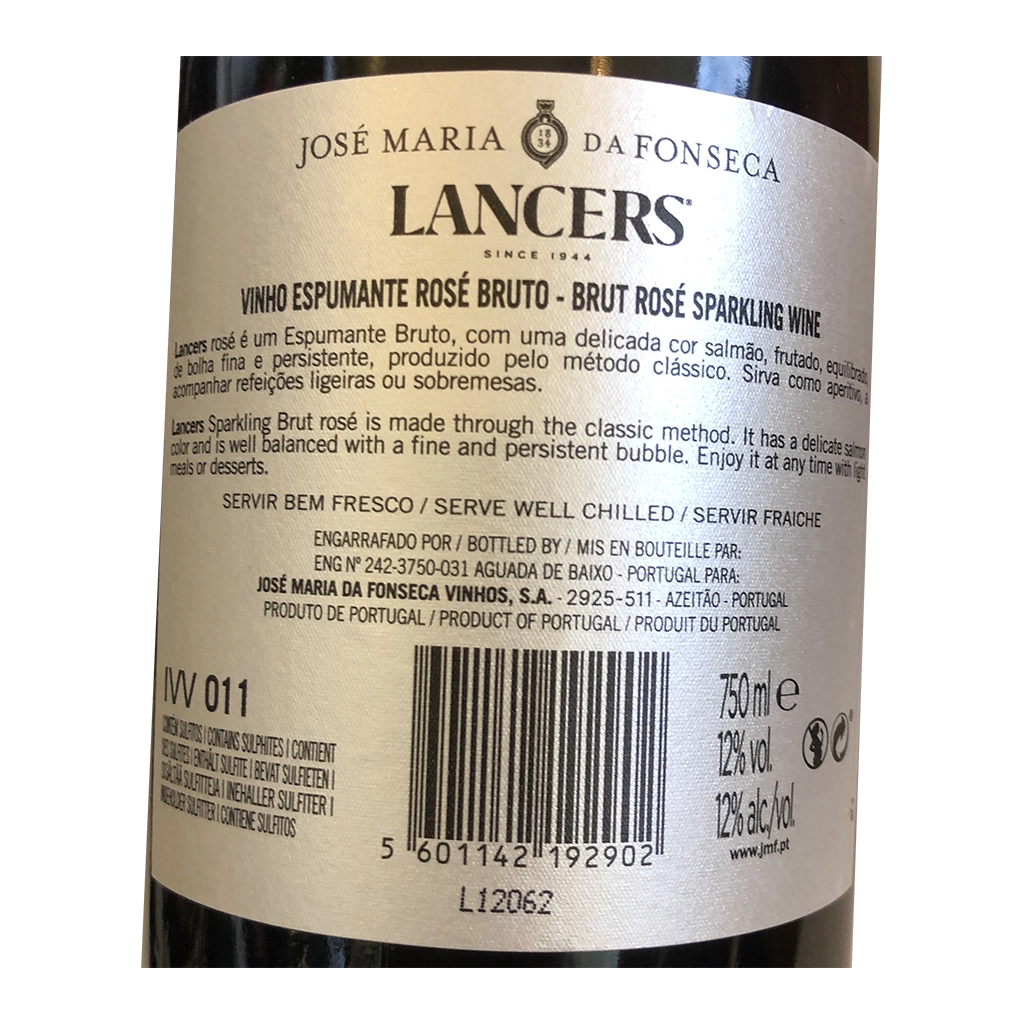 JOSÉ MARIA 1834 DA FONSECA
LANCERS®
SINCE 1944
VINHO ESPUMANTE ROSÉ BRUTO - BRUT ROSÉ SPARKLING WINE
Lancers rosé é um Espumante Bruto, com uma delicada cor salmão, frutado, equilibrado,
de bolha fina e persistente, produzido pelo método clássico. Sirva como aperitivo, a
acompanhar refeições ligeiras ou sobremesas.
Lancers Sparkling Brut rosé is made through the classic method. It has a delicate salmon
color and is well balanced with a fine and persistent bubble. Enjoy it at any time with light
meals or desserts.
SERVIR BEM FRESCO / SERVE WELL CHILLED / SERVIR FRAICHE
ENGARRAFADO POR / BOTTLED BY / MIS EN BOUTEILLE PAR:
ENG Nº 242-3750-031 AGUADA DE BAIXO - PORTUGAL PARA:
JOSÉ MARIA DA FONSECA VINHOS, S.A. - 2925-511 - AZEITÃO - PORTUGAL
PRODUTO DE PORTUGAL / PRODUCT OF PORTUGAL / PRODUIT DU PORTUGAL
IVV 011
CONTÉM SULFITOS | CONTAINS SULPHITES | CONTIENT
DES SULFITES | ENTHÄLT SULFITE | BEVAT SULFIETEN |
SISÄLTÄÄ SULFIITTEJA | INEHALLER SULFITER |
INDEHOLDER SULFITTER | CONTIENE SULFITOS
5 601142 192902
L12062
750 ml e
12% vol.
12% alc./vol.
www.jmf.pt